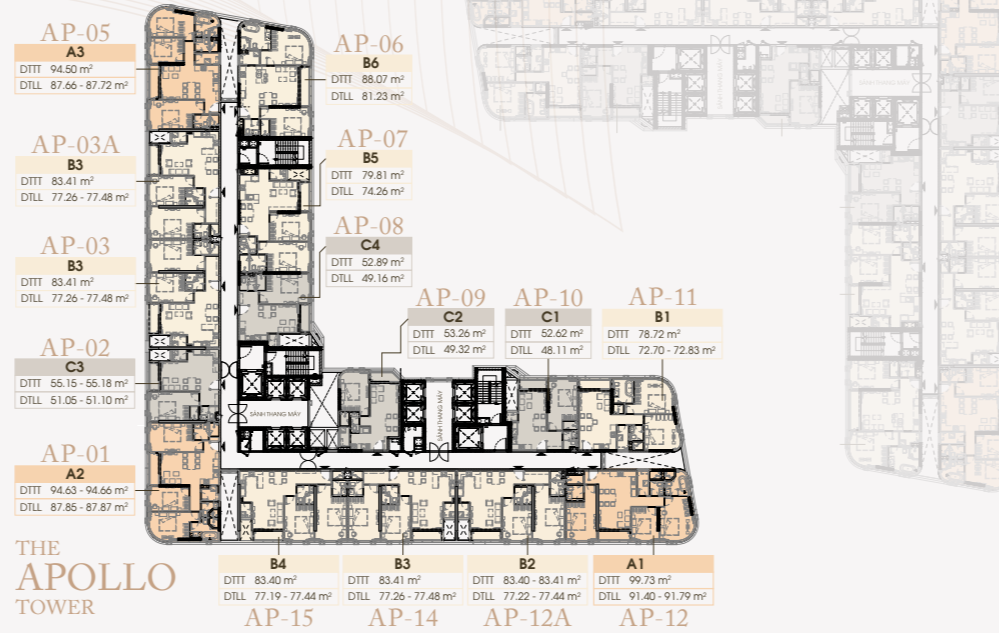 AP-05
A3
DTTT 94.50 m²
DTLL 87.66 - 87.72 m²
AP-06
B6
DTTT 88.07 m²
DTLL 81.23 m²
AP-03A
B3
DTTT 83.41 m²
DTLL 77.26 - 77.48 m²
AP-07
B5
DTTT 79.81 m²
DTLL 74.26 m²
AP-03
B3
DTTT 83.41 m²
DTLL 77.26 - 77.48 m²
AP-08
C4
DTTT 52.89 m²
DTLL 49.16 m²
AP-09
C2
DTTT 53.26 m²
DTLL 49.32 m²
AP-10
C1
DTTT 52.62 m²
DTLL 48.11 m²
AP-11
B1
DTTT 78.72 m²
DTLL 72.70 - 72.83 m²
AP-02
C3
DTTT 55.15 - 55.18 m²
DTLL 51.05 - 51.10 m²
SẢNH THANG MÁY
SẢNH THANG MÁY
SẢNH THANG MÁY
AP-01
A2
DTTT 94.63 - 94.66 m²
DTLL 87.85 - 87.87 m²
THE
APOLLO
TOWER
B4
DTTT 83.40 m²
DTLL 77.19 - 77.44 m²
AP-15
B3
DTTT 83.41 m²
DTLL 77.26 - 77.48 m²
AP-14
B2
DTTT 83.40 - 83.41 m²
DTLL 77.22 - 77.44 m²
AP-12A
A1
DTTT 99.73 m²
DTLL 91.40 - 91.79 m²
AP-12